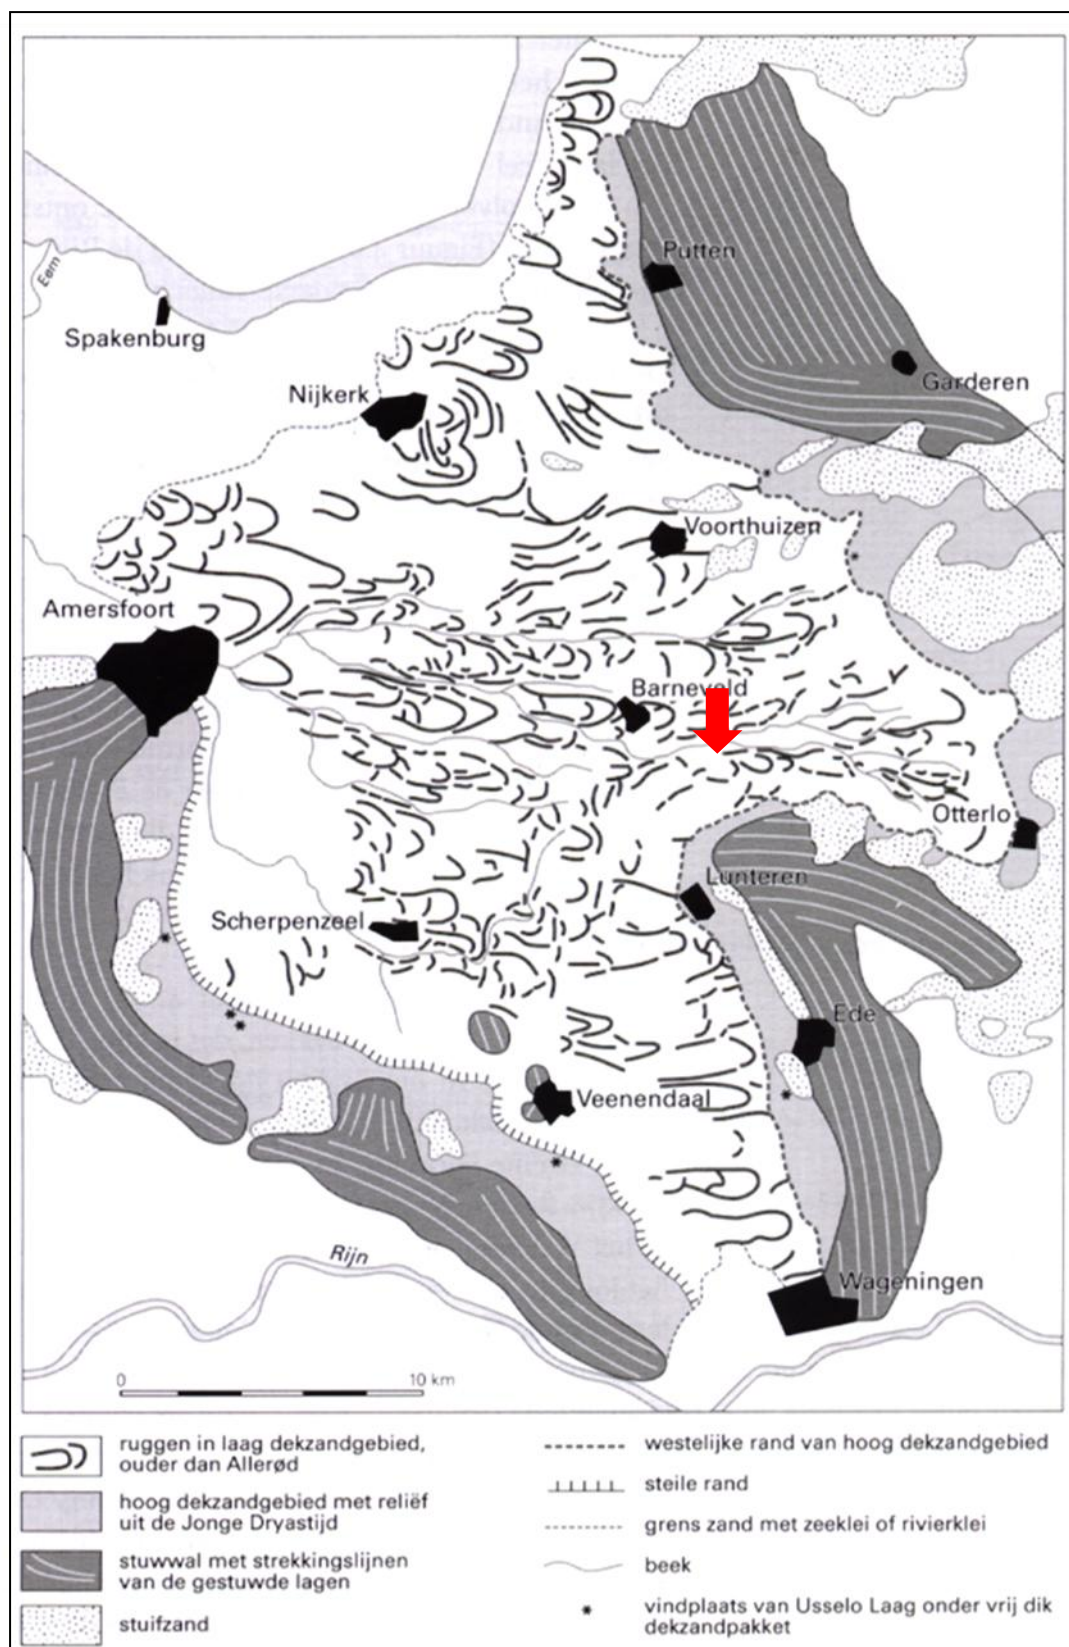 Putten
Eem
Spakenburg
Garderen
Nijkerk
Voorthuizen
Amersfoort
Barneveld
Otterlo
Lunteren
Scherpenzeel
Ede
Veenendaal
Rijn
Wageningen
0 10 km
ruggen in laag dekzandgebied,
ouder dan Allerød
hoog dekzandgebied met reliëf
uit de Jonge Dryastijd
stuwwal met strekkingslijnen
van de gestuwde lagen
stuifzand
westelijke rand van hoog dekzandgebied
steile rand
grens zand met zeeklei of rivierklei
beek
vindplaats van Usselo Laag onder vrij dik
dekzandpakket